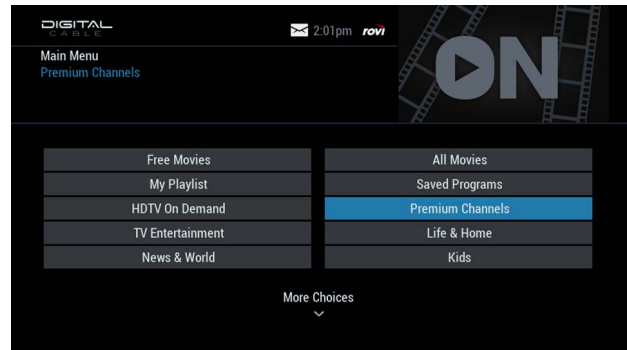 DIGITAL
CABLE
2:01pm rovi
Main Menu
Premium Channels
ON
Free Movies
All Movies
My Playlist
Saved Programs
HDTV On Demand
Premium Channels
TV Entertainment
Life & Home
News & World
Kids
More Choices